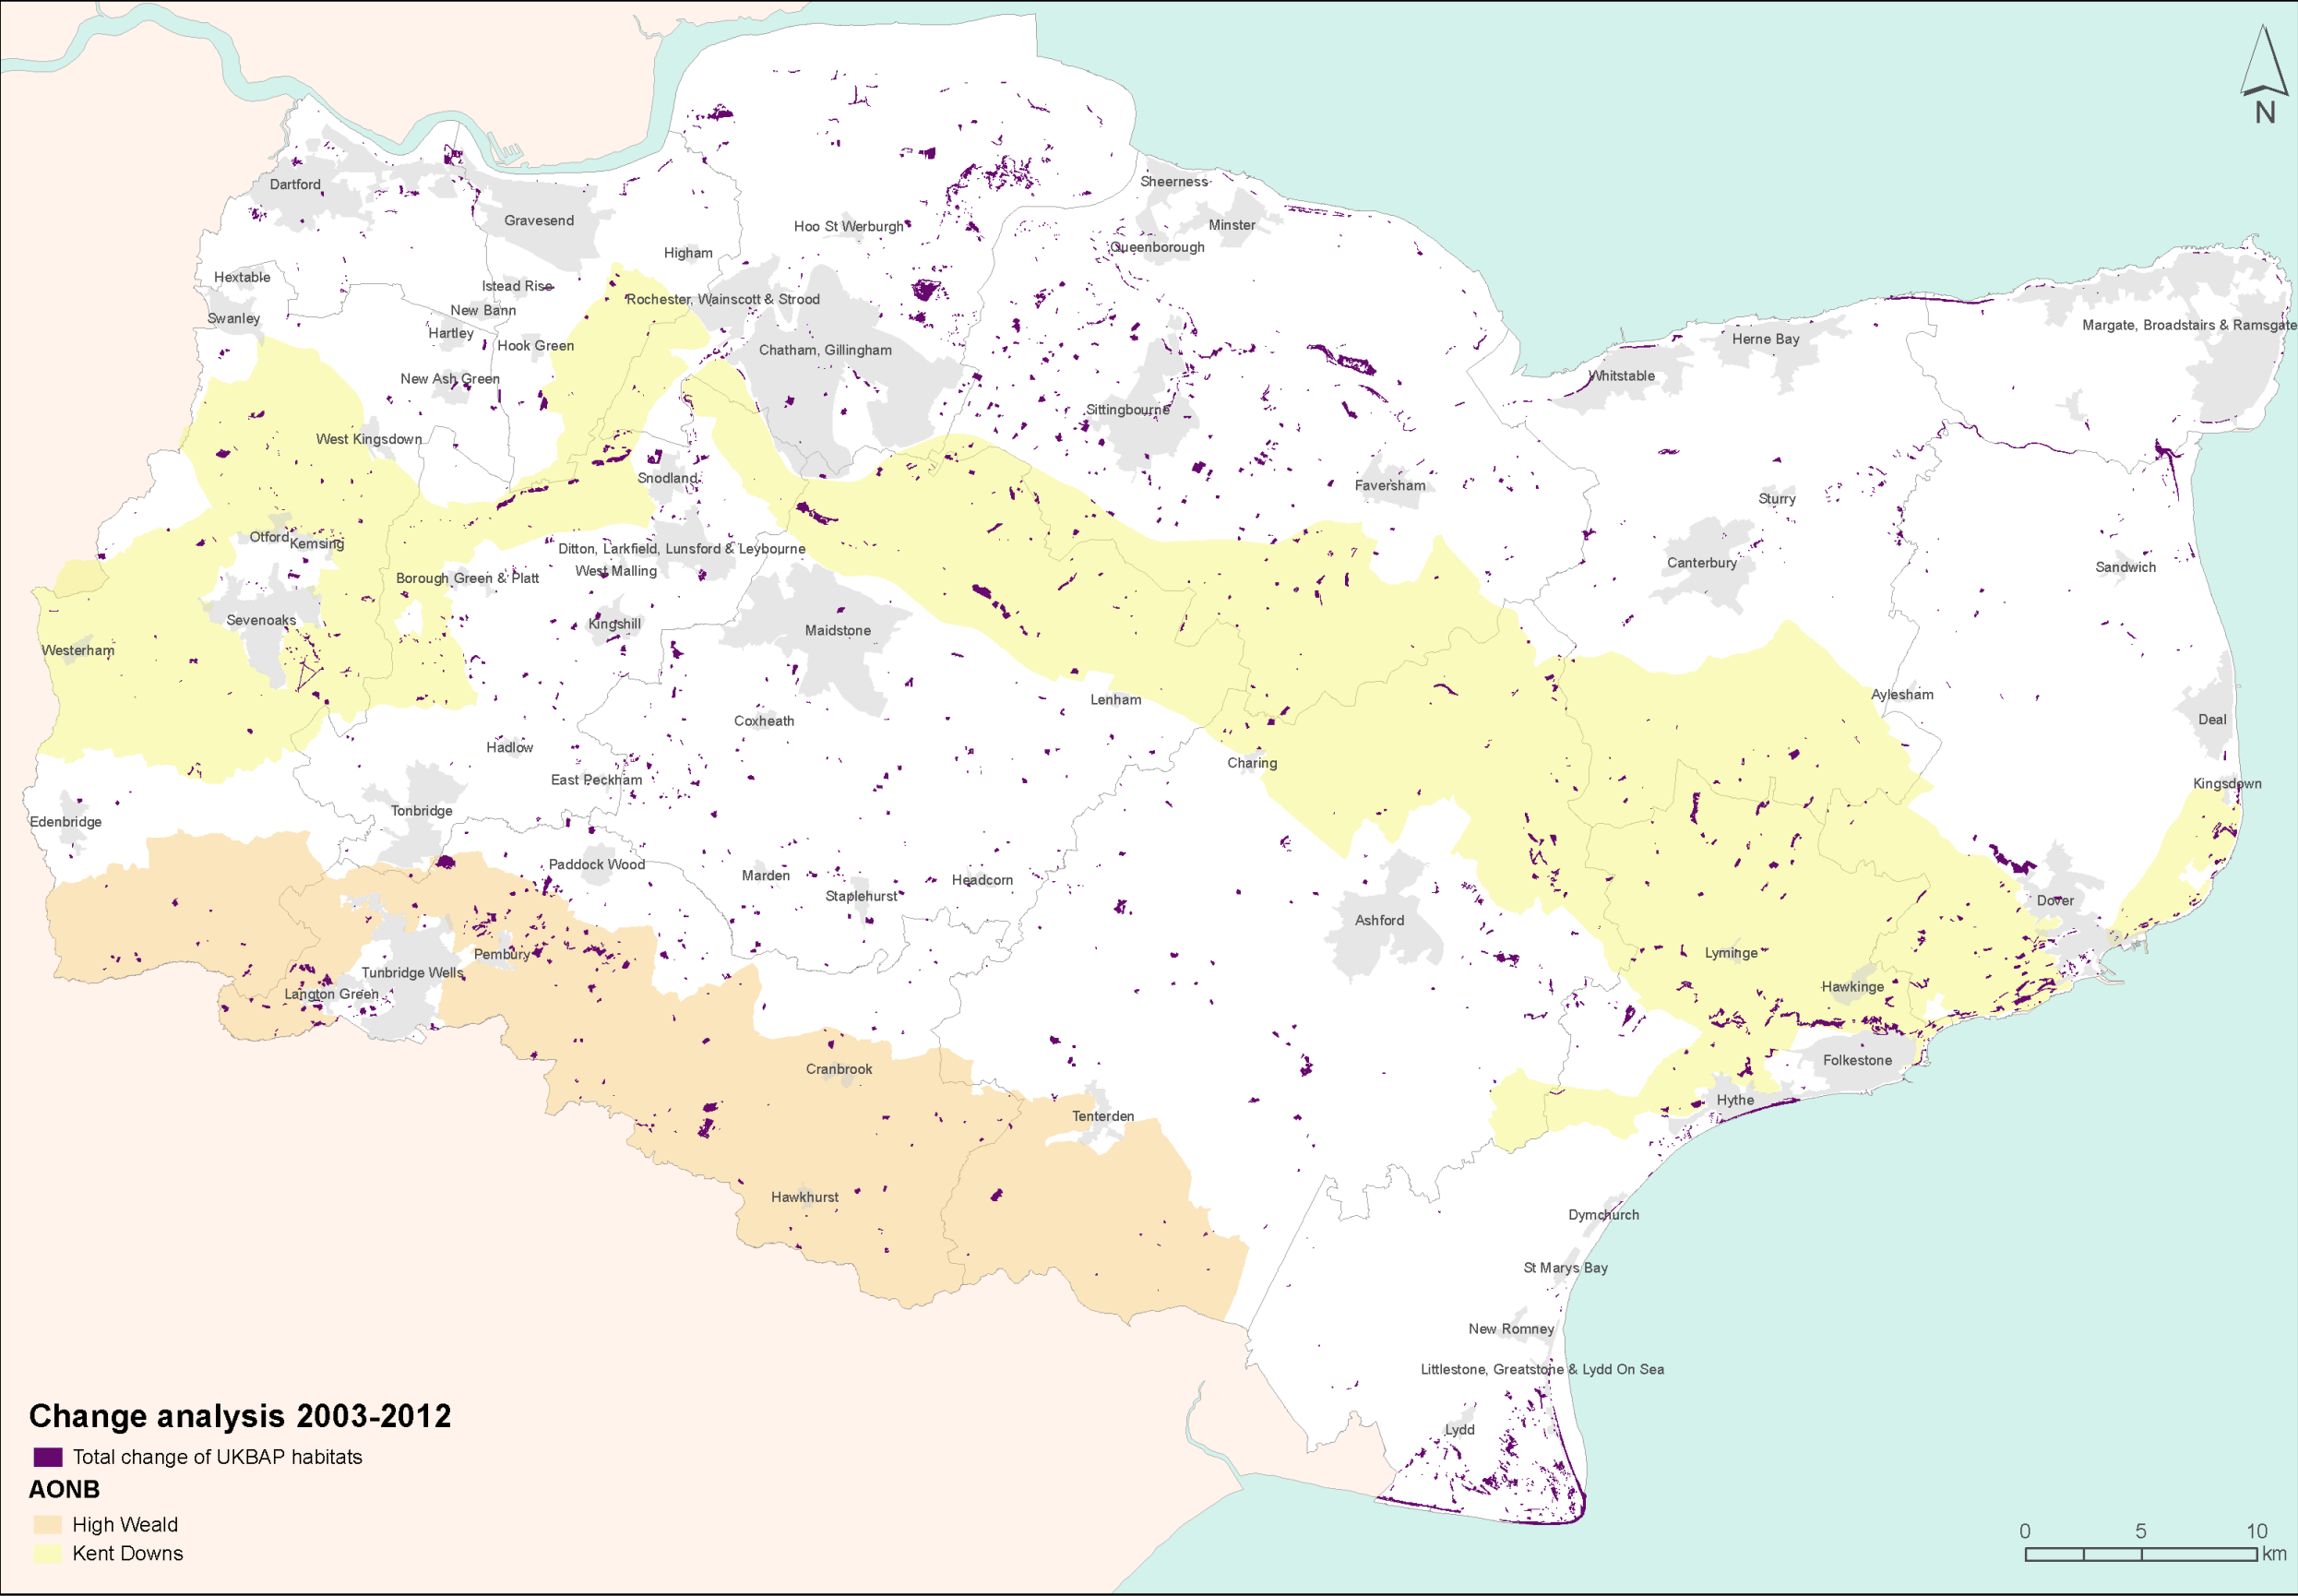 N
Sheerness
Dartford
Gravesend
Minster
Hoo St Werburgh
Queenborough
Higham
Hextable
Istead Rise
Rochester, Wainscott & Strood
New Bann
Swanley
Margate, Broadstairs & Ramsgate
Hartley
Herne Bay
Hook Green
Chatham, Gillingham
Whitstable
New Ash Green
Sittingbourne
West Kingsdown
Snodland
Faversham
Sturry
Otford
Kemsing
Ditton, Larkfield, Lunsford & Leybourne
Canterbury
West Malling
Sandwich
Borough Green & Platt
Sevenoaks
Kingshill
Maidstone
Westerham
Aylesham
Lenham
Deal
Coxheath
Hadlow
Charing
East Peckham
Kingsdown
Tonbridge
Edenbridge
Paddock Wood
Marden
Headcorn
Staplehurst
Dover
Ashford
Pembury
Lyminge
Tunbridge Wells
Hawkinge
Langton Green
Folkestone
Cranbrook
Hythe
Tenterden
Hawkhurst
Dymchurch
St Marys Bay
New Romney
Littlestone, Greatstone & Lydd On Sea
Lydd
Change analysis 2003-2012
Total change of UKBAP habitats
AONB
High Weald
Kent Downs
0 5 10
km